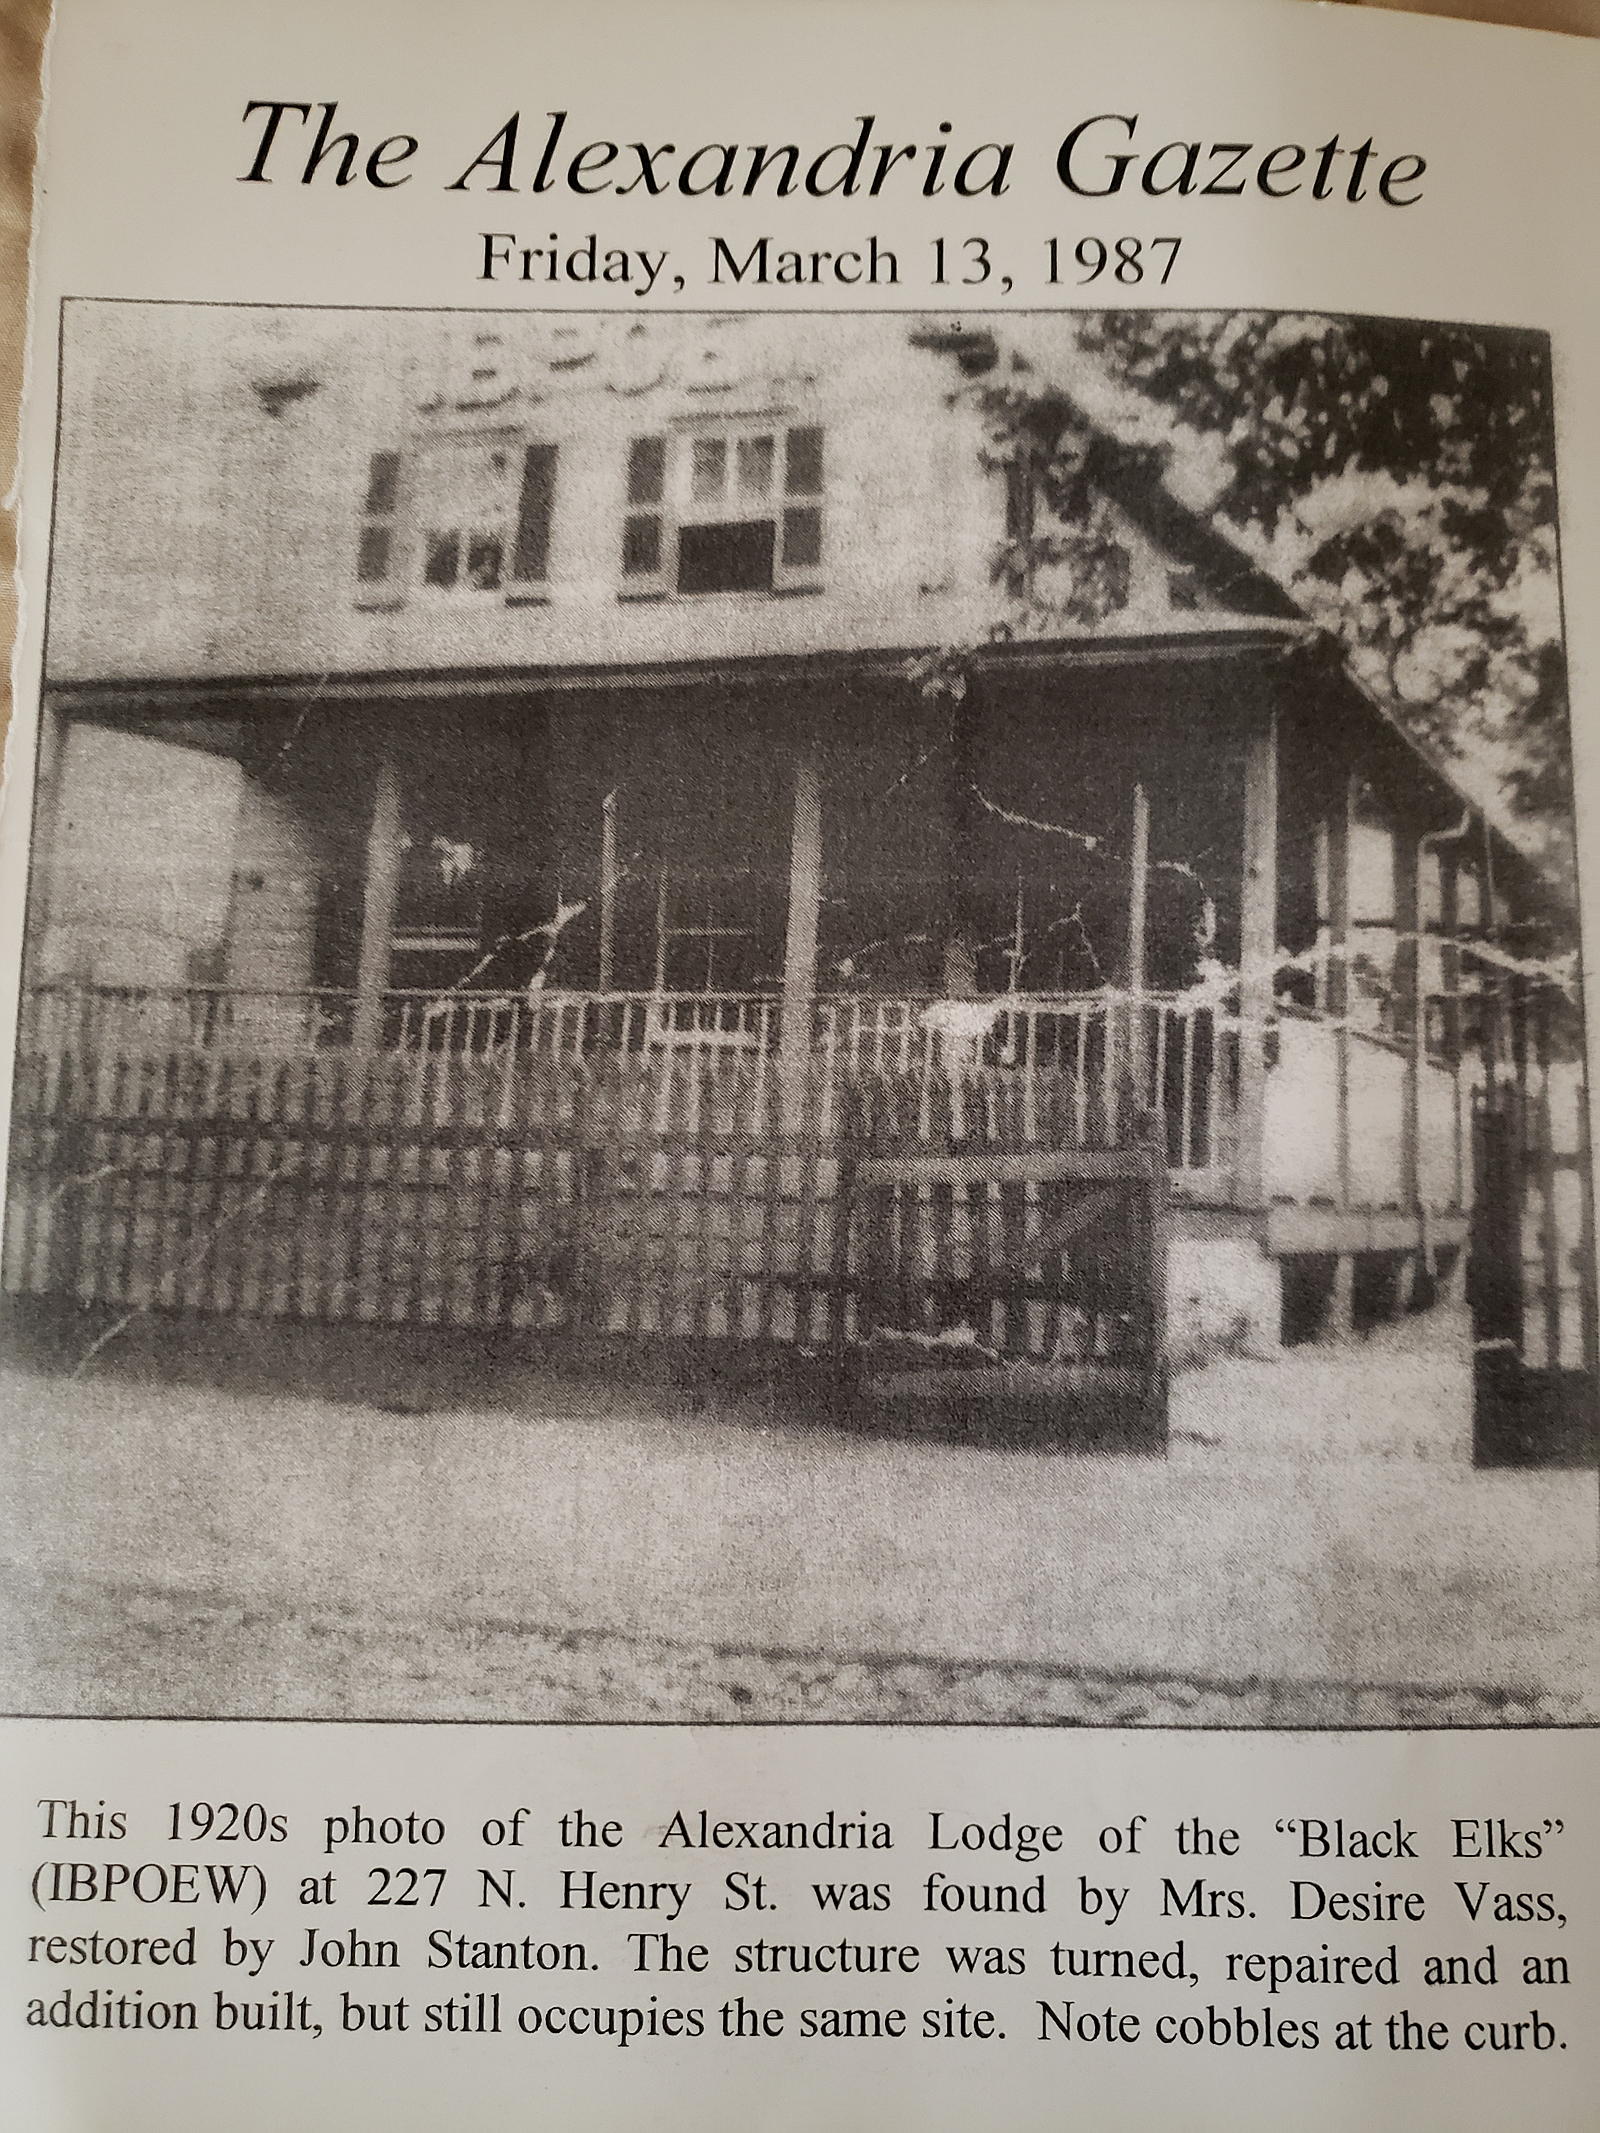 The Alexandria Gazette
Friday, March 13, 1987
This 1920s photo of the Alexandria Lodge of the “Black Elks”
(IBPOEW) at 227 N. Henry St. was found by Mrs. Desire Vass,
restored by John Stanton. The structure was turned, repaired and an
addition built, but still occupies the same site. Note cobbles at the curb.